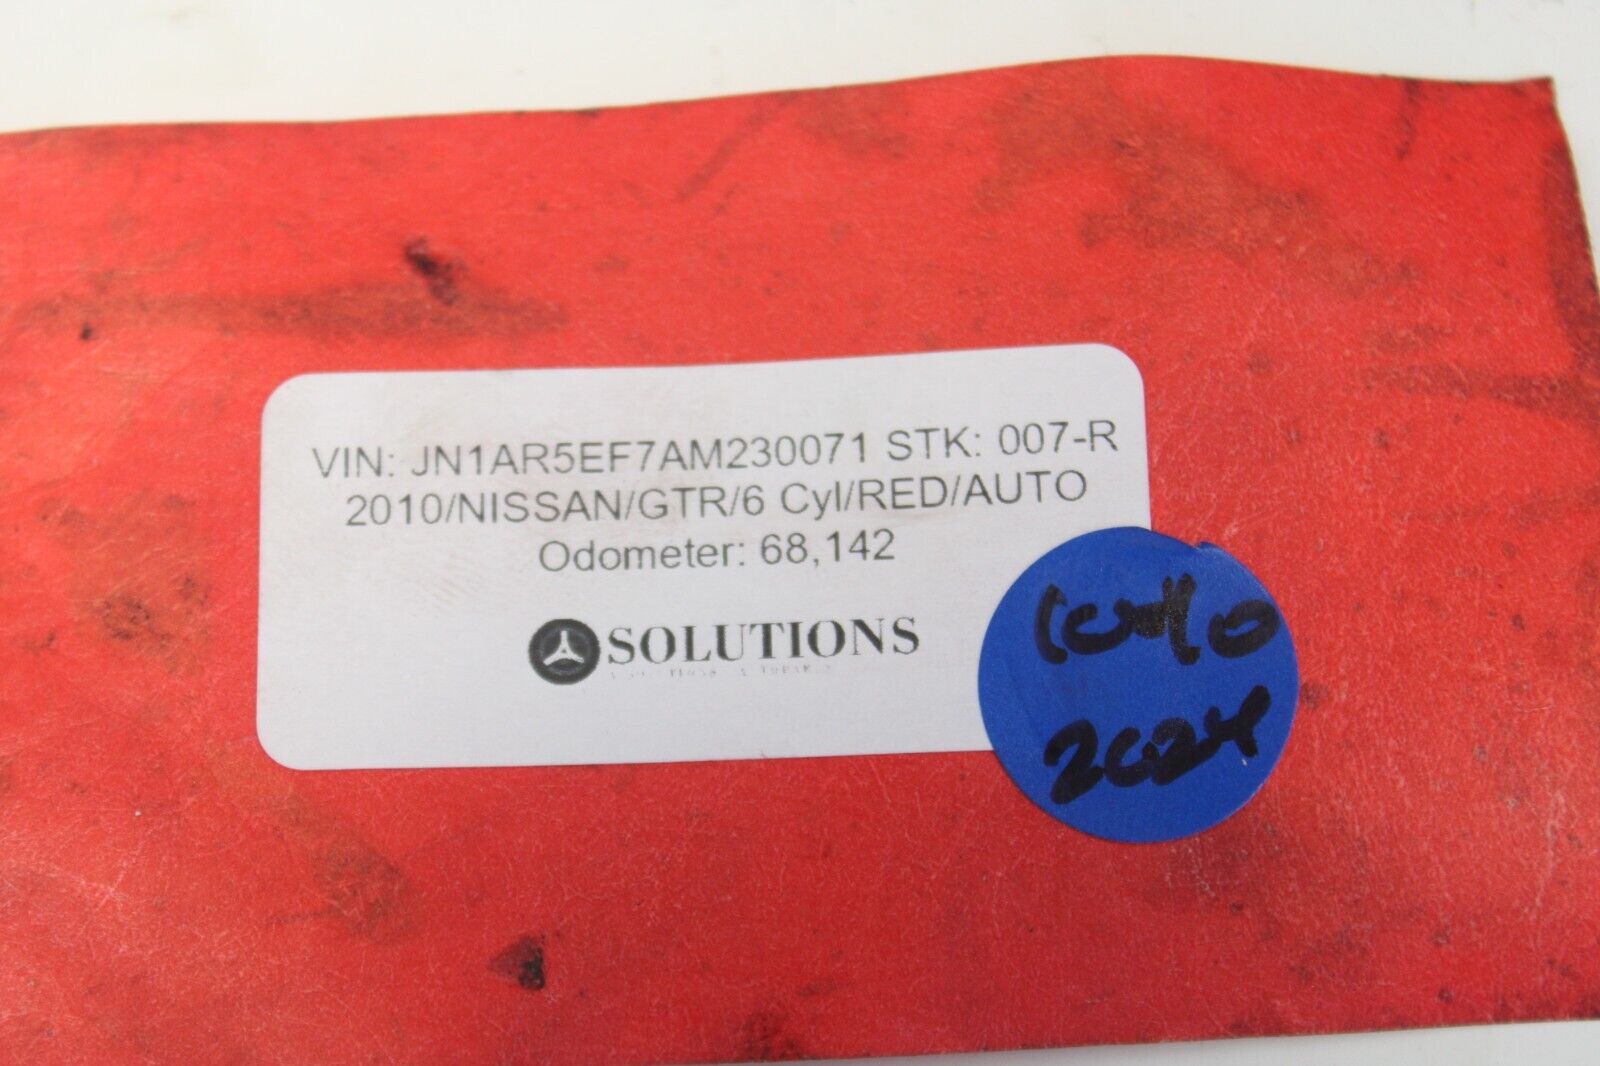 VIN: JN1AR5EF7AM230071 STK: 007-R
2010/NISSAN/GTR/6 Cyl/RED/AUTO
Odometer: 68,142
SOLUTIONS
2024